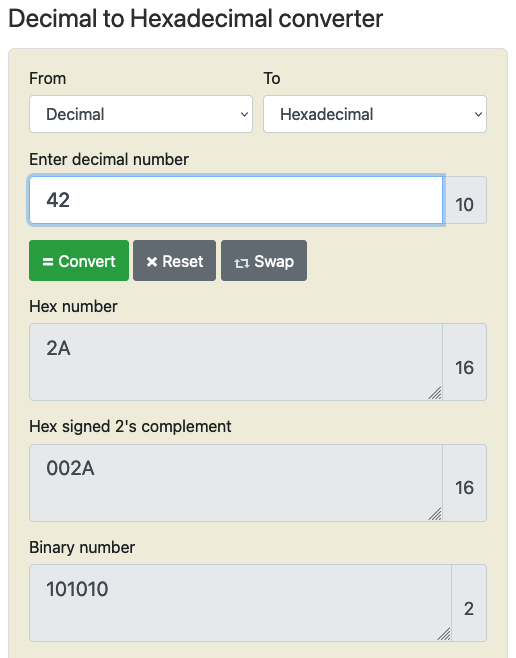 Decimal to Hexadecimal converter
From To
Decimal Hexadecimal
Enter decimal number
42 10
= Convert × Reset Swap
Hex number
2A 16
Hex signed 2's complement
002A 16
Binary number
101010 2